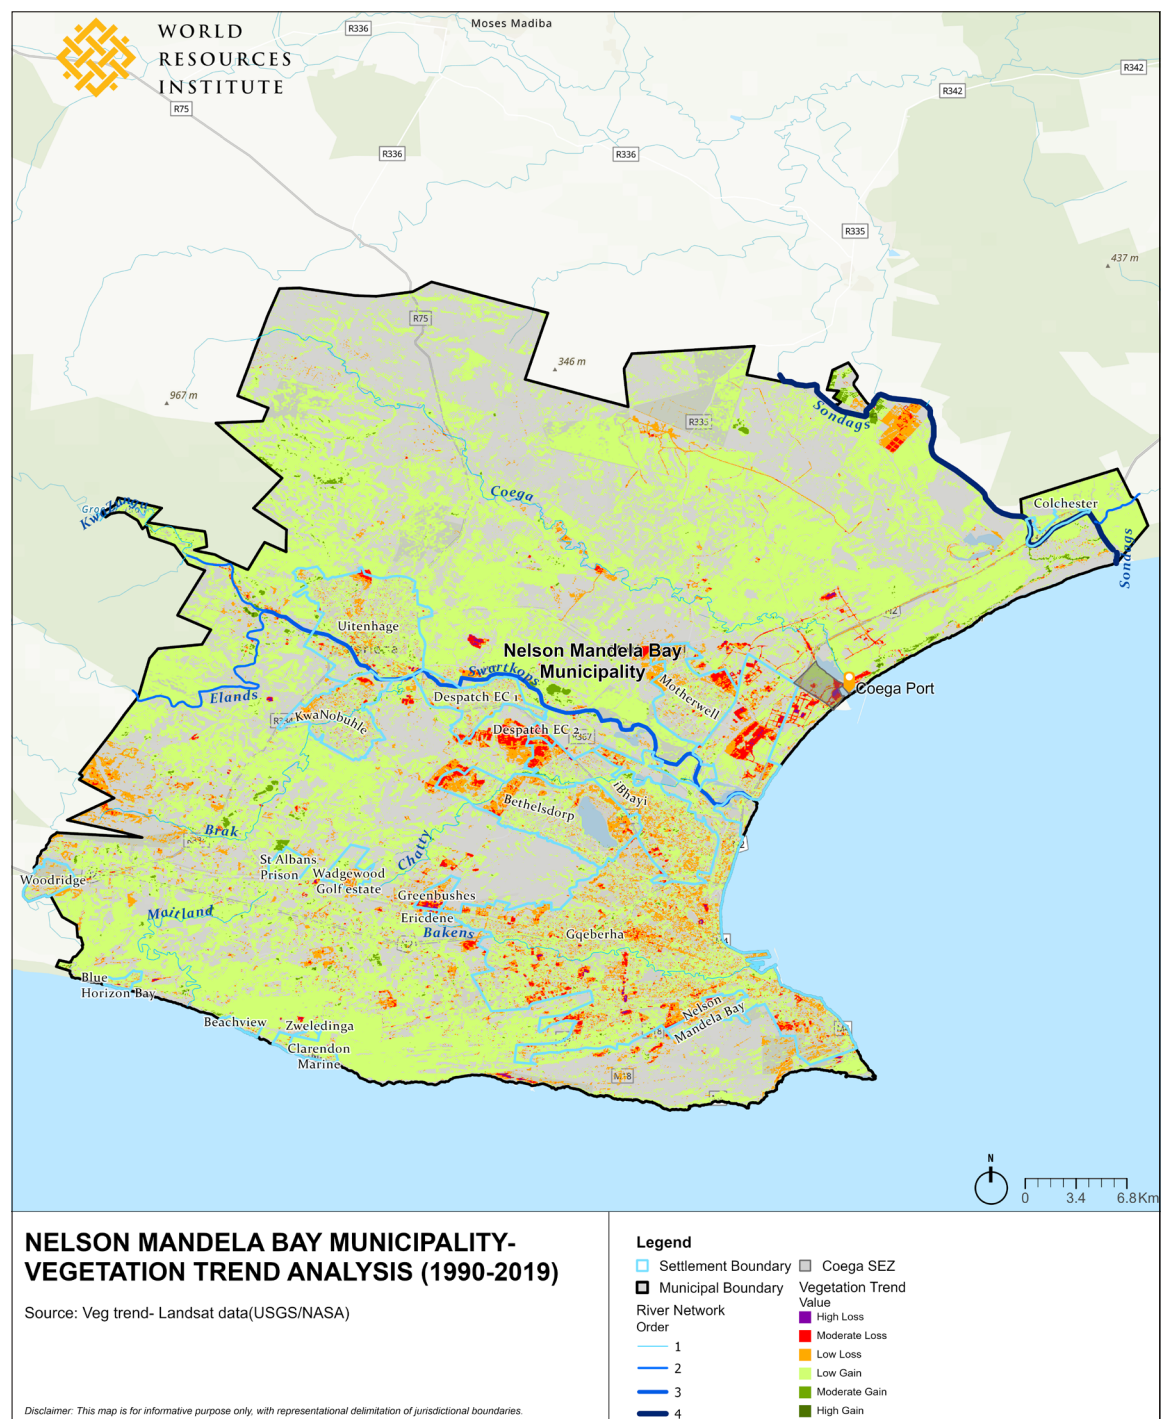 WORLD
RESOURCES
INSTITUTE
Moses Madiba
R336
R342
R342
R75
R336
R336
R335
437 m
R75
346 m
967 m
R335
Sondags
Coega
Colchester
KwaZunga
Sondags
Uitenhage
Nelson Mandela Bay
Municipality
Swartkops
Elands
Despatch EC 1
Motherwell
Coega Port
KwaNobuhle
Despatch EC 2
iBhayi
Bethelsdorp
Brak
Chatty
St Albans
Prison
Wadgewood
Golf estate
Woodridge
Greenbushes
Maitland
Ericdene
Bakens
Gqeberha
Blue
Horizon Bay
Nelson
Mandela Bay
Beachview
Zweledinga
Clarendon
Marine
M18
N
0 3.4 6.8 Km
NELSON MANDELA BAY MUNICIPALITY-
VEGETATION TREND ANALYSIS (1990-2019)
Source: Veg trend- Landsat data(USGS/NASA)
Disclaimer: This map is for informative purpose only, with representational delimitation of jurisdictional boundaries.
Legend
Settlement Boundary
Municipal Boundary
River Network
Order
1
2
3
4
Coega SEZ
Vegetation Trend
Value
High Loss
Moderate Loss
Low Loss
Low Gain
Moderate Gain
High Gain